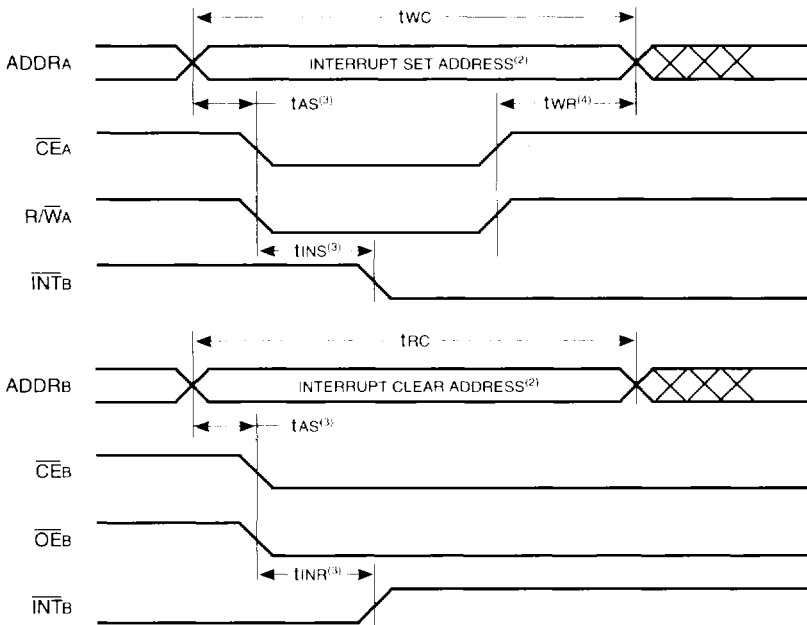 tWC
ADDRA
INTERRUPT SET ADDRESS(2)
tAS(3)
tWR(4)
CEA
R/WA
tINS(3)
INTB
tRC
ADDRB
INTERRUPT CLEAR ADDRESS(2)
tAS(3)
CEB
OEB
tINR(3)
INTB